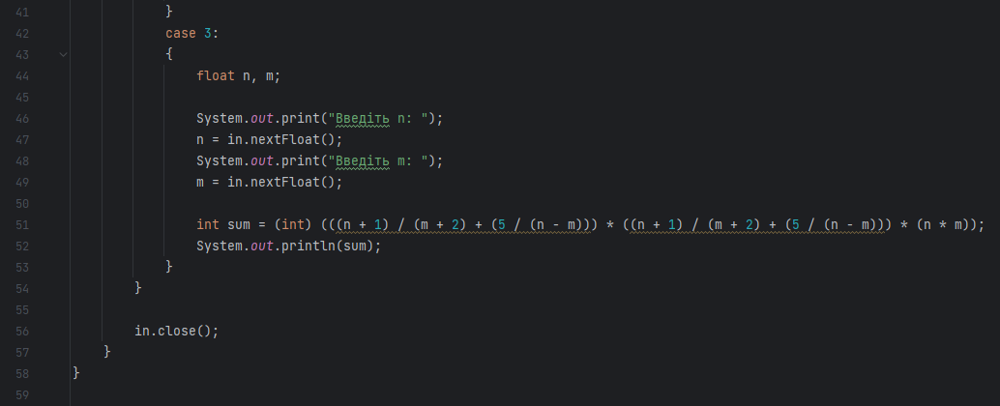 41 }
42 case 3:
43 {
44 float n, m;
45
46 System.out.print("Введіть n: ");
47 n = in.nextFloat();
48 System.out.print("Введіть m: ");
49 m = in.nextFloat();
50
51 int sum = (int) (((n + 1) / (m + 2) + (5 / (n - m))) * ((n + 1) / (m + 2) + (5 / (n - m))) * (n * m));
52 System.out.println(sum);
53 }
54 }
55
56 in.close();
57 }
58 }
59